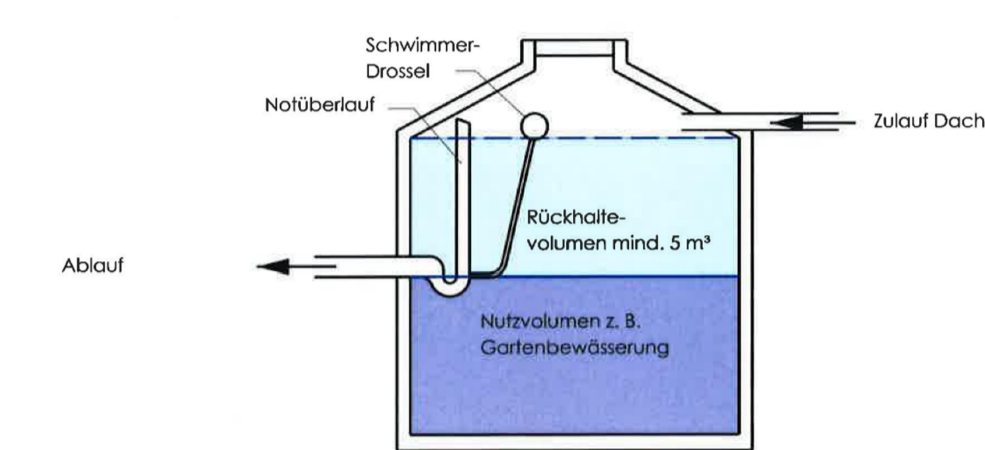 Schwimmer-
Drossel
Notüberlauf
Zulauf Dach
Rückhalte-
volumen mind. 5 m³
Ablauf
Nutzvolumen z. B.
Gartenbewässerung